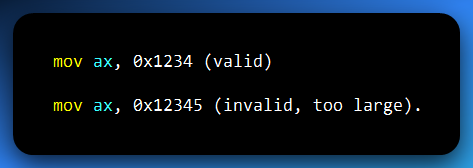 mov ax, 0x1234 (valid)
mov ax, 0x12345 (invalid, too large).